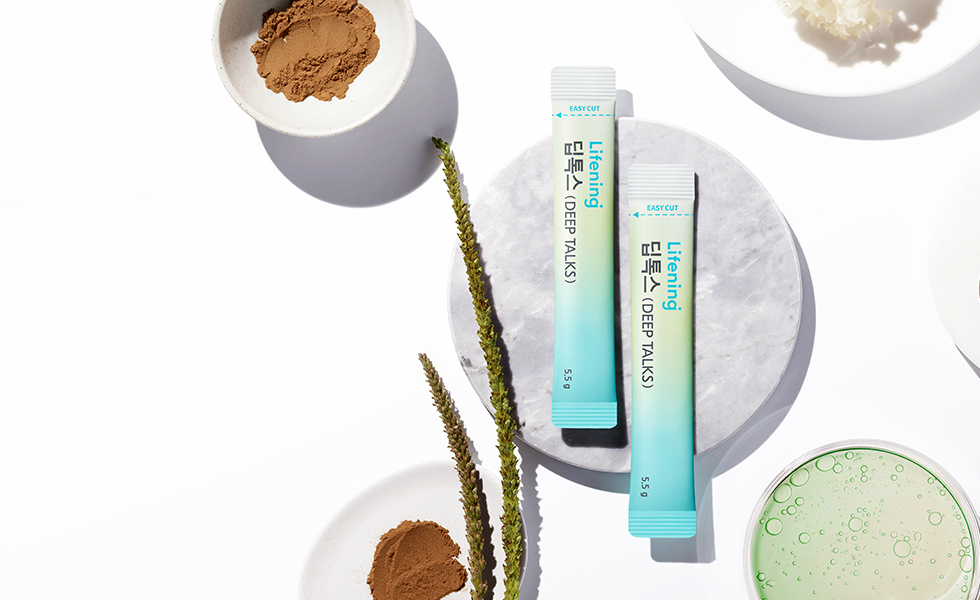 EASY CUT
Lifening
딥톡스 (DEEP TALKS)
5.5 g
EASY CUT
Lifening
딥톡스 (DEEP TALKS)
5.5 g